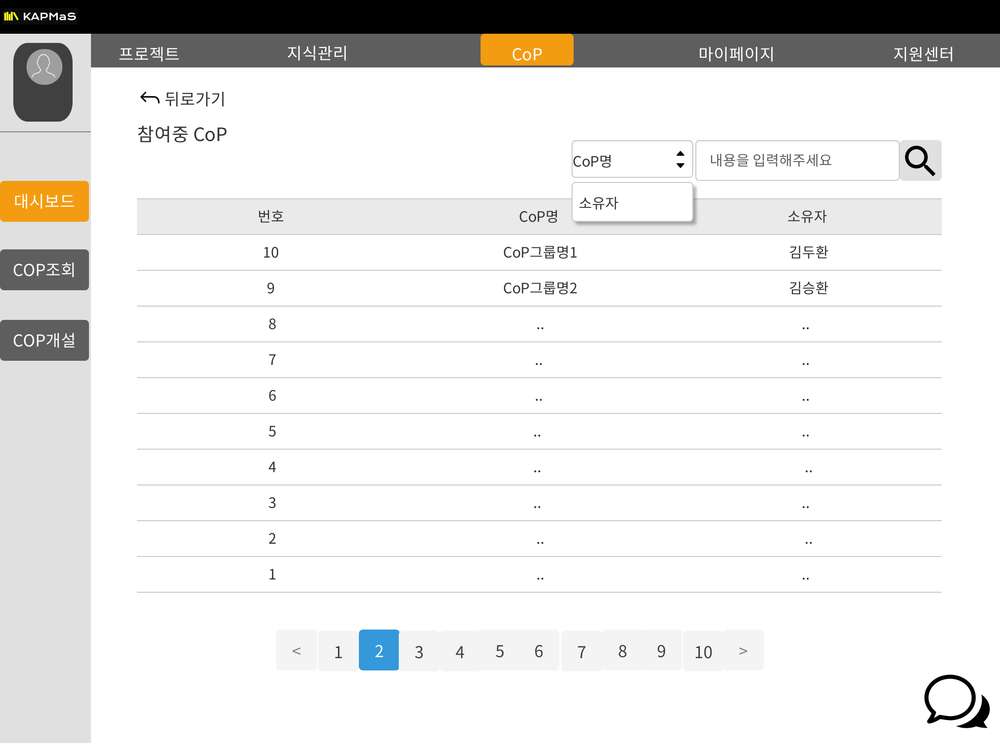 KAPMaS
프로젝트 지식관리 CoP 마이페이지 지원센터
뒤로가기
참여중 CoP
CoP명 내용을 입력해주세요
소유자
대시보드
COP조회
COP개설
번호 CoP명 소유자
10 CoP그룹명1 김두환
9 CoP그룹명2 김승환
8 .. ..
7 .. ..
6 .. ..
5 .. ..
4 .. ..
3 .. ..
2 .. ..
1 .. ..
< 1 2 3 4 5 6 7 8 9 10 >